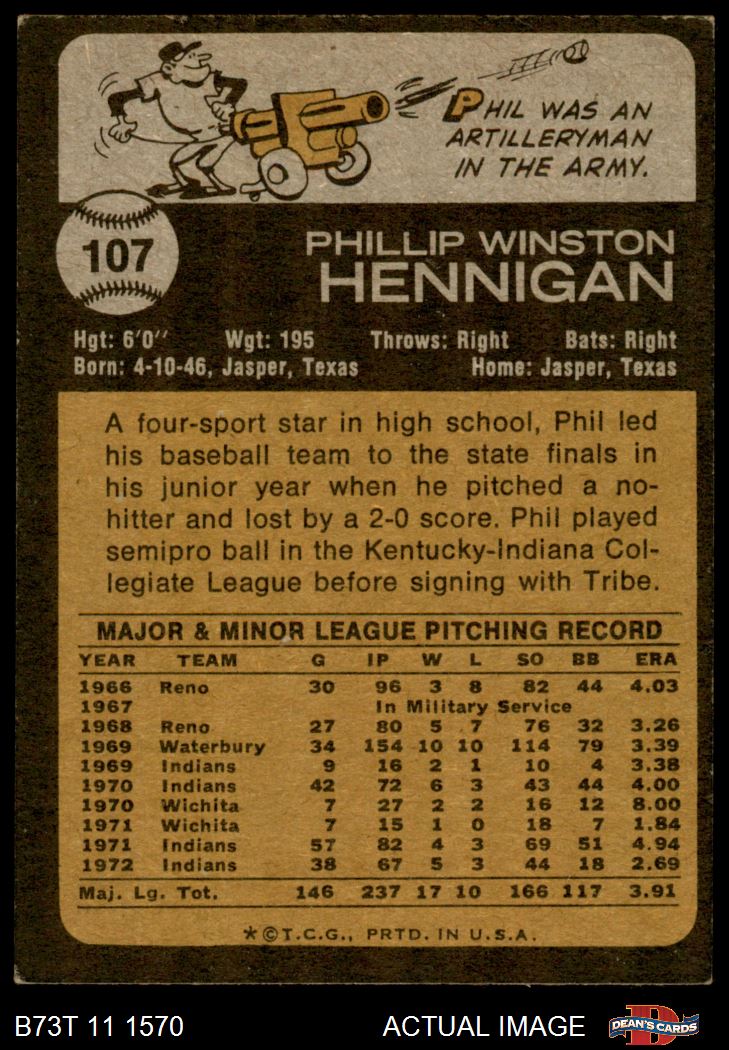 PHIL WAS AN
ARTILLERYMAN
IN THE ARMY.
107
PHILLIP WINSTON
HENNIGAN
Hgt: 6'0'' Wgt: 195 Throws: Right Bats: Right
Born: 4-10-46, Jasper, Texas Home: Jasper, Texas
A four-sport star in high school, Phil led
his baseball team to the state finals in
his junior year when he pitched a no-
hitter and lost by a 2-0 score. Phil played
semipro ball in the Kentucky-Indiana Col-
legiate League before signing with Tribe.
MAJOR & MINOR LEAGUE PITCHING RECORD
YEAR TEAM G IP W L SO BB ERA
1966 Reno 30 96 3 8 82 44 4.03
1967 In Military Service
1968 Reno 27 80 5 7 76 32 3.26
1969 Waterbury 34 154 10 10 114 79 3.39
1969 Indians 9 16 2 1 10 4 3.38
1970 Indians 42 72 6 3 43 44 4.00
1970 Wichita 7 27 2 2 16 12 8.00
1971 Wichita 7 15 1 0 18 7 1.84
1971 Indians 57 82 4 3 69 51 4.94
1972 Indians 38 67 5 3 44 18 2.69
Maj. Lg. Tot. 146 237 17 10 166 117 3.91
*©T.C.G., PRTD. IN U.S.A.
B73T 11 1570 ACTUAL IMAGE DEAN'S CARDS